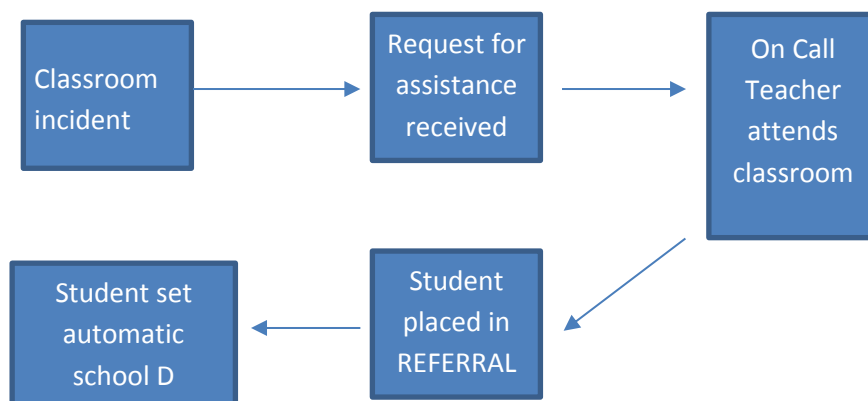 Classroom
incident
Request for
assistance
received
On Call
Teacher
attends
classroom
Student
placed in
REFERRAL
Student set
automatic
school D